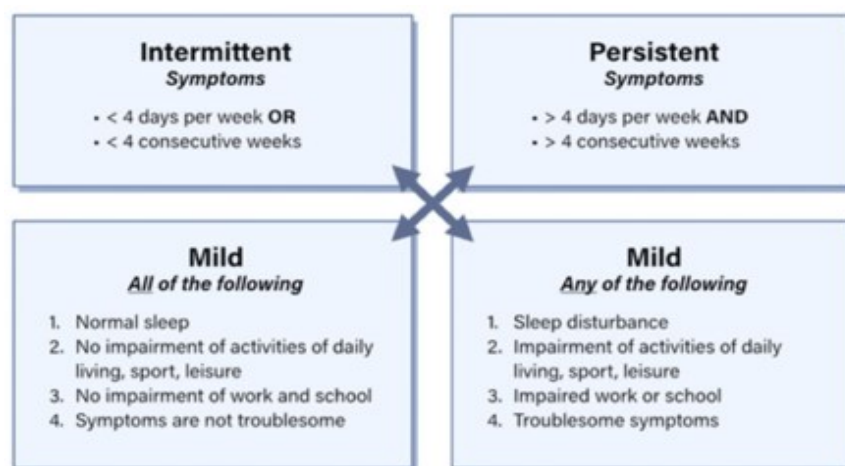 Intermittent
Symptoms
• < 4 days per week OR
• < 4 consecutive weeks
Persistent
Symptoms
• > 4 days per week AND
• > 4 consecutive weeks
Mild
All of the following
1. Normal sleep
2. No impairment of activities of daily
living, sport, leisure
3. No impairment of work and school
4. Symptoms are not troublesome
Mild
Any of the following
1. Sleep disturbance
2. Impairment of activities of daily
living, sport, leisure
3. Impaired work or school
4. Troublesome symptoms